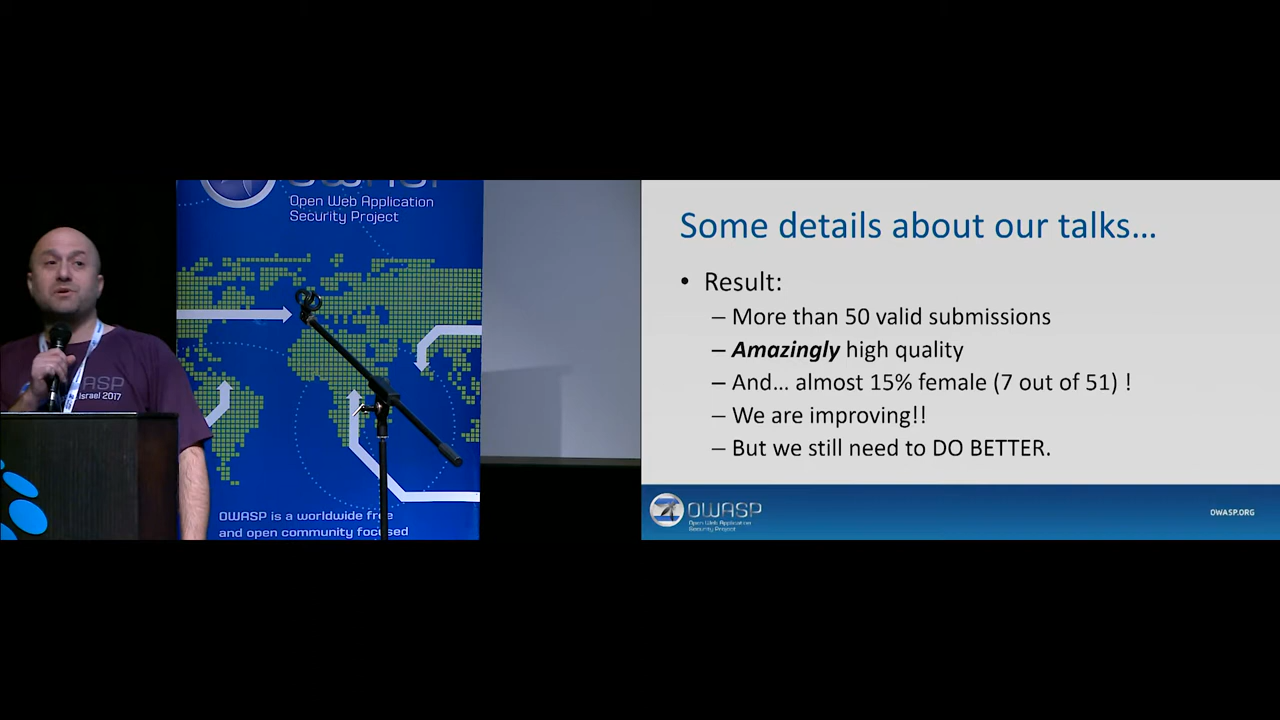 Open Web Application
Security Project
OWASP is a worldwide free
and open community focused
Israel 2017
Some details about our talks…
• Result:
– More than 50 valid submissions
– Amazingly high quality
– And… almost 15% female (7 out of 51) !
– We are improving!!
– But we still need to DO BETTER.
OWASP
Open Web Application
Security Project
OWASP.ORG